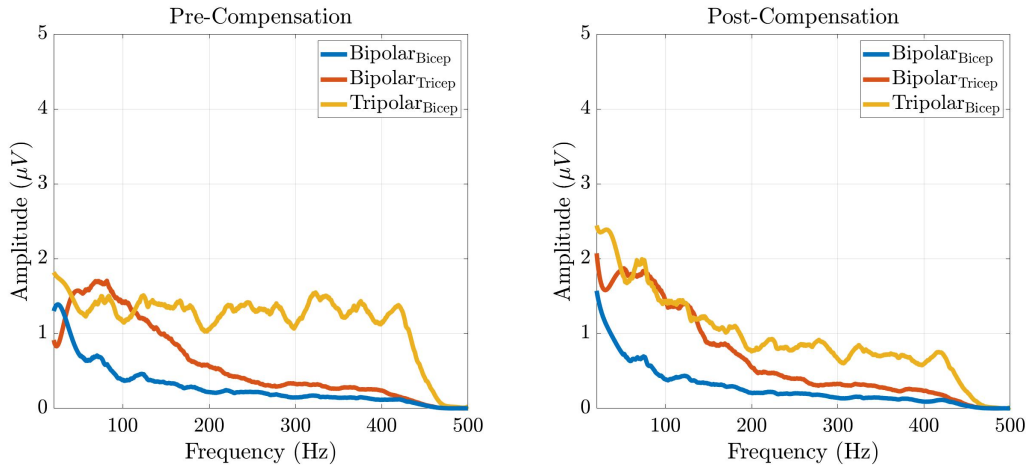 Pre-Compensation
5
4
3
2
1
0
Amplitude (μV)
Bipolar_Bicep
Bipolar_Tricep
Tripolar_Bicep
100
200
300
400
500
Frequency (Hz)
Post-Compensation
5
4
3
2
1
0
Amplitude (μV)
Bipolar_Bicep
Bipolar_Tricep
Tripolar_Bicep
100
200
300
400
500
Frequency (Hz)